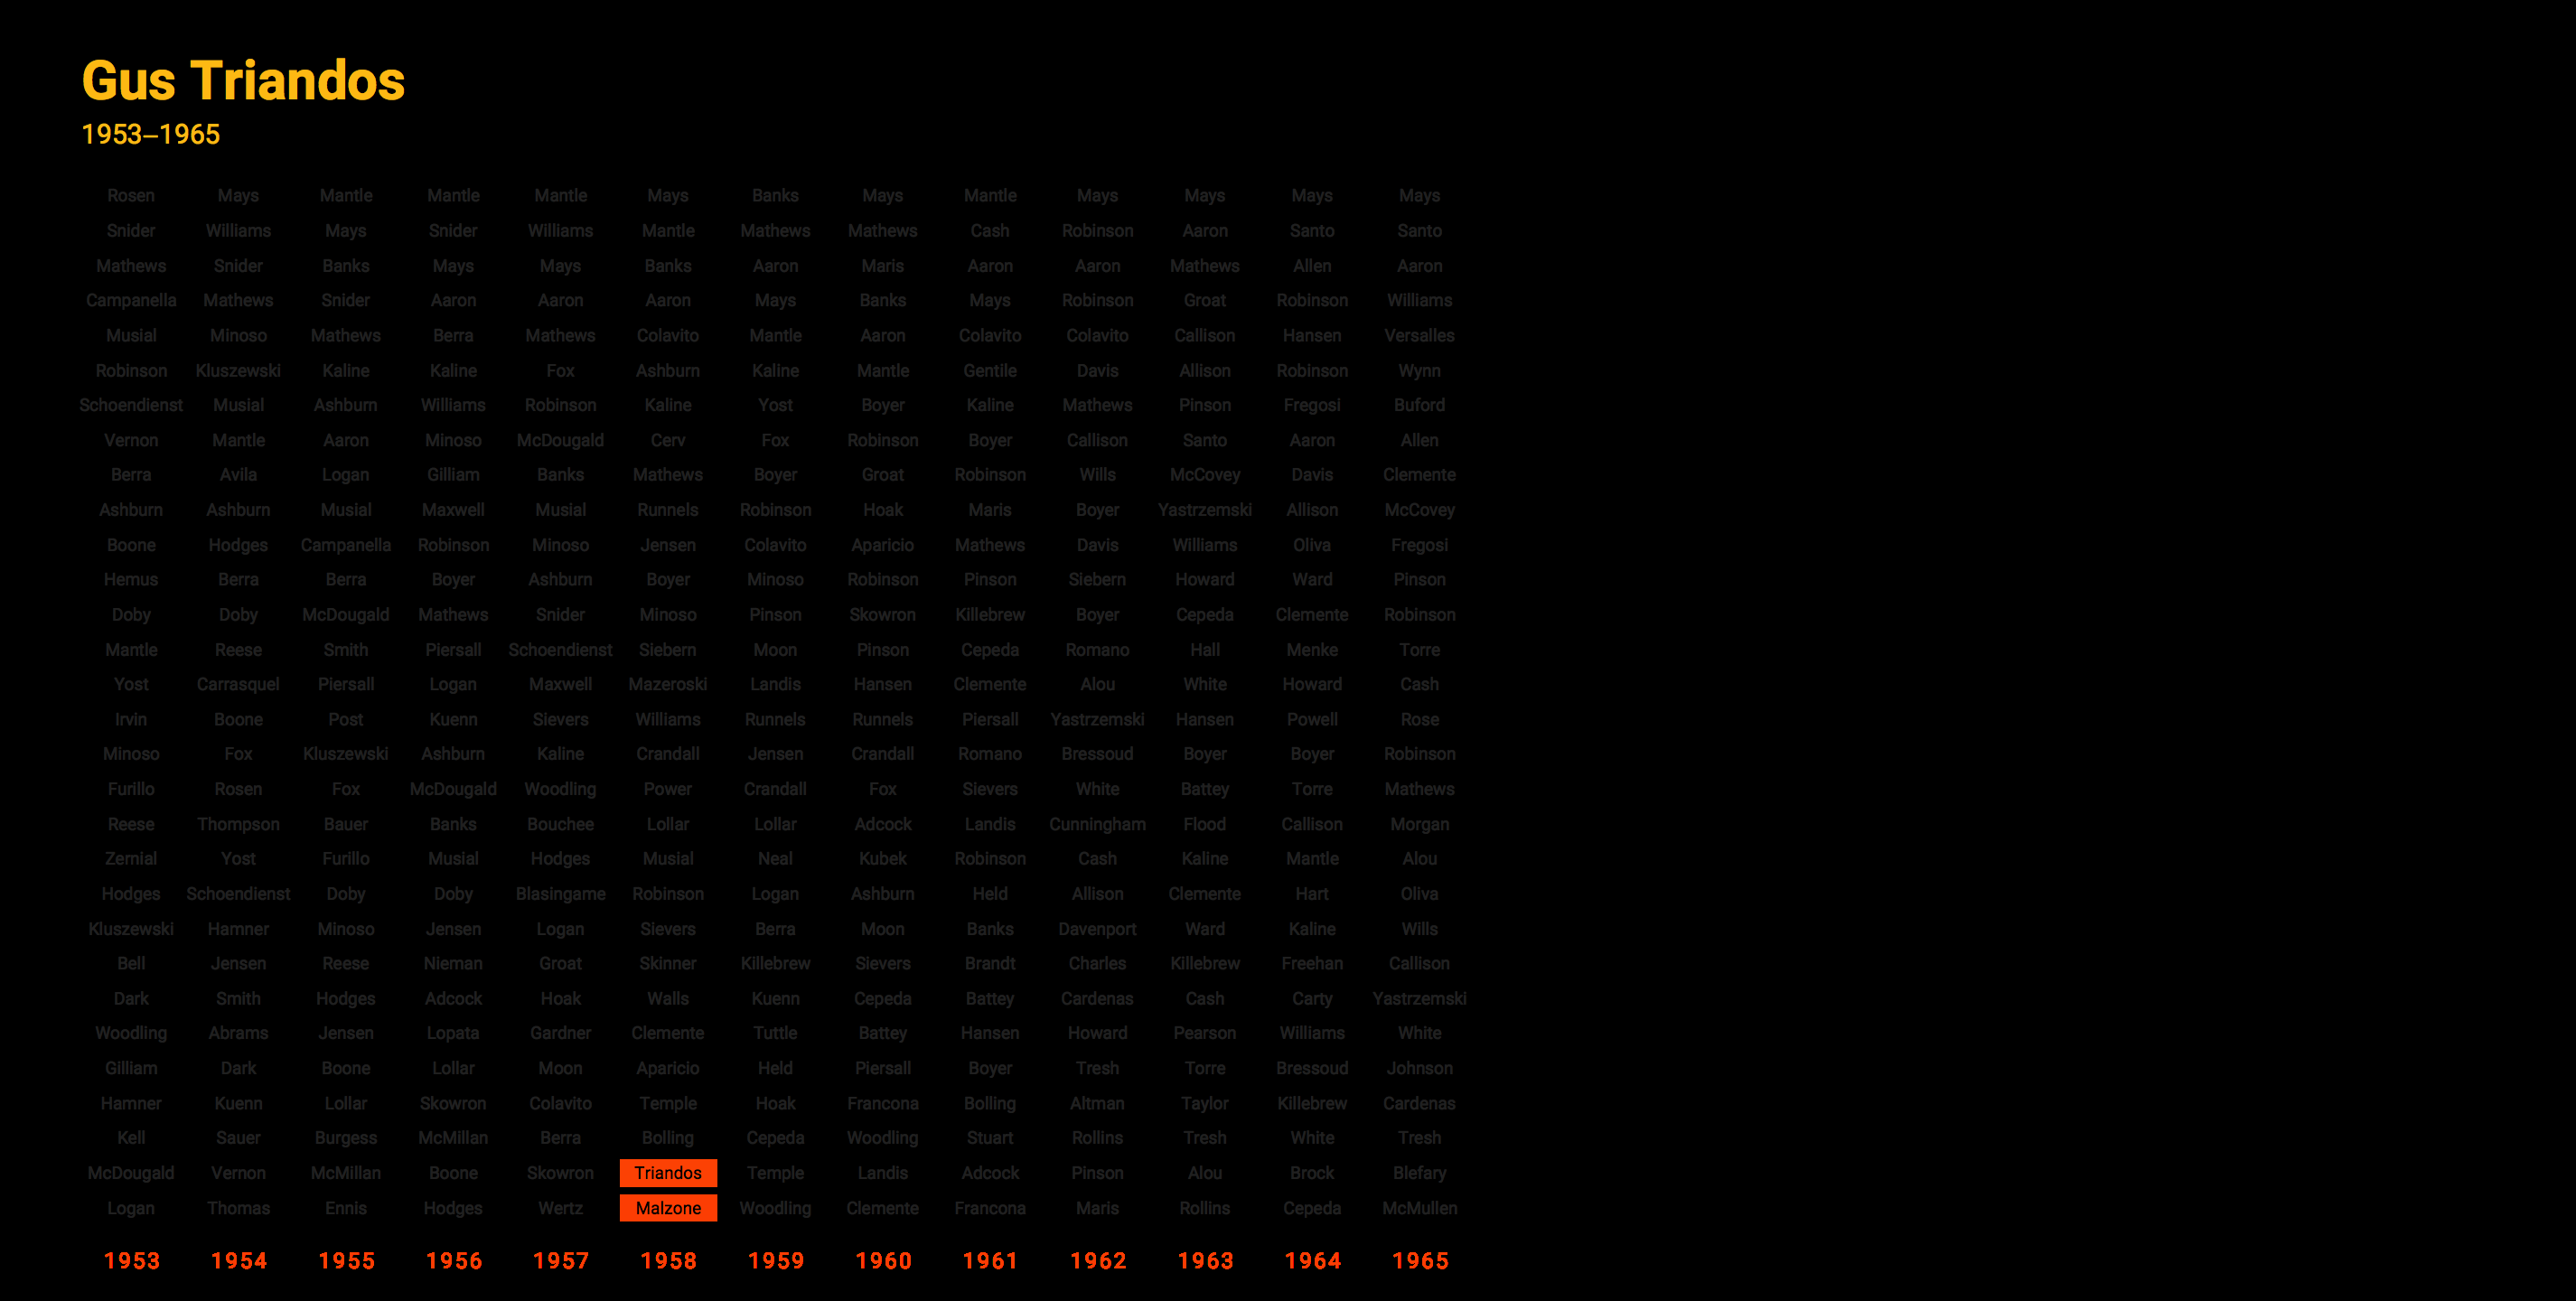 Gus Triandos
1953–1965
Rosen Mays Mantle Mantle Mantle Mays Banks Mays Mantle Mays Mays Mays Mays
Snider Williams Mays Snider Williams Mantle Mathews Mathews Cash Robinson Aaron Santo Santo
Mathews Snider Banks Mays Mays Banks Aaron Maris Aaron Aaron Mathews Allen Aaron
Campanella Mathews Snider Aaron Aaron Aaron Mays Banks Mays Robinson Groat Robinson Williams
Musial Minoso Mathews Berra Mathews Colavito Mantle Aaron Colavito Colavito Callison Hansen Versalles
Robinson Kluszewski Kaline Kaline Fox Ashburn Kaline Mantle Gentile Davis Allison Robinson Wynn
Schoendienst Musial Ashburn Williams Robinson Kaline Yost Boyer Kaline Mathews Pinson Fregosi Buford
Vernon Mantle Aaron Minoso McDougald Cerv Fox Robinson Boyer Callison Santo Aaron Allen
Berra Avila Logan Gilliam Banks Mathews Boyer Groat Robinson Wills McCovey Davis Clemente
Ashburn Ashburn Musial Maxwell Musial Runnels Robinson Hoak Maris Boyer Yastrzemski Allison McCovey
Boone Hodges Campanella Robinson Minoso Jensen Colavito Aparicio Mathews Davis Williams Oliva Fregosi
Hemus Berra Berra Boyer Ashburn Boyer Minoso Robinson Pinson Siebern Howard Ward Pinson
Doby Doby McDougald Mathews Snider Minoso Pinson Skowron Killebrew Boyer Cepeda Clemente Robinson
Mantle Reese Smith Piersall Schoendienst Siebern Moon Pinson Cepeda Romano Hall Menke Torre
Yost Carrasquel Piersall Logan Maxwell Mazeroski Landis Hansen Clemente Alou White Howard Cash
Irvin Boone Post Kuenn Sievers Williams Runnels Runnels Piersall Yastrzemski Hansen Powell Rose
Minoso Fox Kluszewski Ashburn Kaline Crandall Jensen Crandall Romano Bressoud Boyer Boyer Robinson
Furillo Rosen Fox McDougald Woodling Power Crandall Fox Sievers White Battey Torre Mathews
Reese Thompson Bauer Banks Bouchee Lollar Lollar Adcock Landis Cunningham Flood Callison Morgan
Zernial Yost Furillo Musial Hodges Musial Neal Kubek Robinson Cash Kaline Mantle Alou
Hodges Schoendienst Doby Doby Blasingame Robinson Logan Ashburn Held Allison Clemente Hart Oliva
Kluszewski Hamner Minoso Jensen Logan Sievers Berra Moon Banks Davenport Ward Kaline Wills
Bell Jensen Reese Nieman Groat Skinner Killebrew Sievers Brandt Charles Killebrew Freehan Callison
Dark Smith Hodges Adcock Hoak Walls Kuenn Cepeda Battey Cardenas Cash Carty Yastrzemski
Woodling Abrams Jensen Lopata Gardner Clemente Tuttle Battey Hansen Howard Pearson Williams White
Gilliam Dark Boone Lollar Moon Aparicio Held Piersall Boyer Tresh Torre Bressoud Johnson
Hamner Kuenn Lollar Skowron Colavito Temple Hoak Francona Bolling Altman Taylor Killebrew Cardenas
Kell Sauer Burgess McMillan Berra Bolling Cepeda Woodling Stuart Rollins Tresh White Tresh
McDougald Vernon McMillan Boone Skowron Triandos Temple Landis Adcock Pinson Alou Brock Blefary
Logan Thomas Ennis Hodges Wertz Malzone Woodling Clemente Francona Maris Rollins Cepeda McMullen
1953 1954 1955 1956 1957 1958 1959 1960 1961 1962 1963 1964 1965